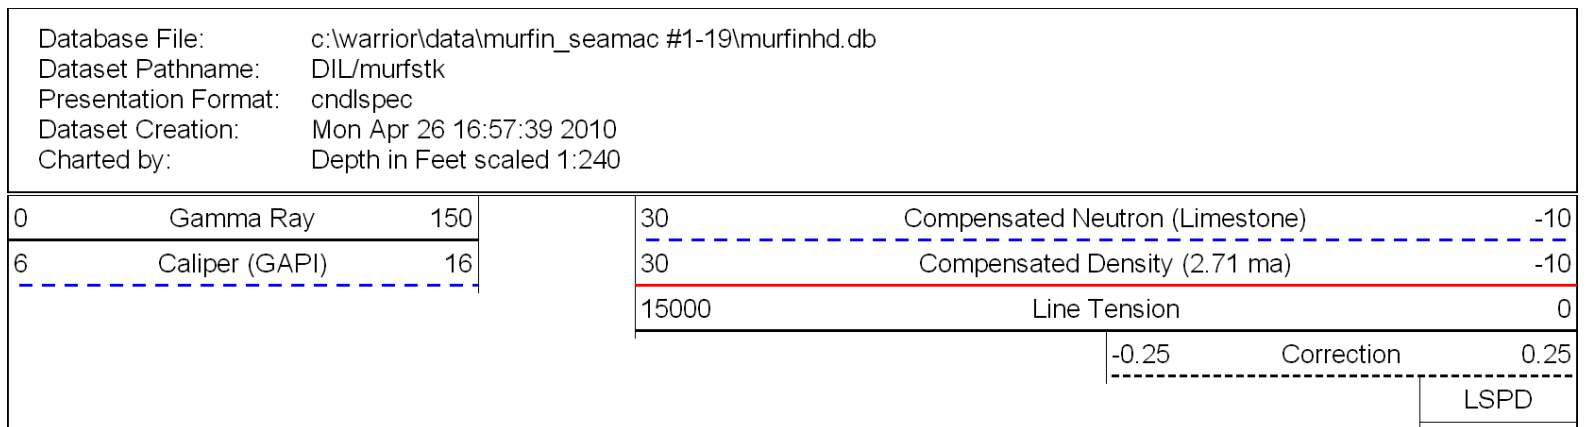 Database File: c:\warrior\data\murfin_seamac #1-19\murfinhd.db
Dataset Pathname: DIL/murfstk
Presentation Format: cndlspec
Dataset Creation: Mon Apr 26 16:57:39 2010
Charted by: Depth in Feet scaled 1:240
0 Gamma Ray 150 30 Compensated Neutron (Limestone) -10
6 Caliper (GAPI) 16 30 Compensated Density (2.71 ma) -10
15000 Line Tension 0
-0.25 Correction 0.25
LSPD